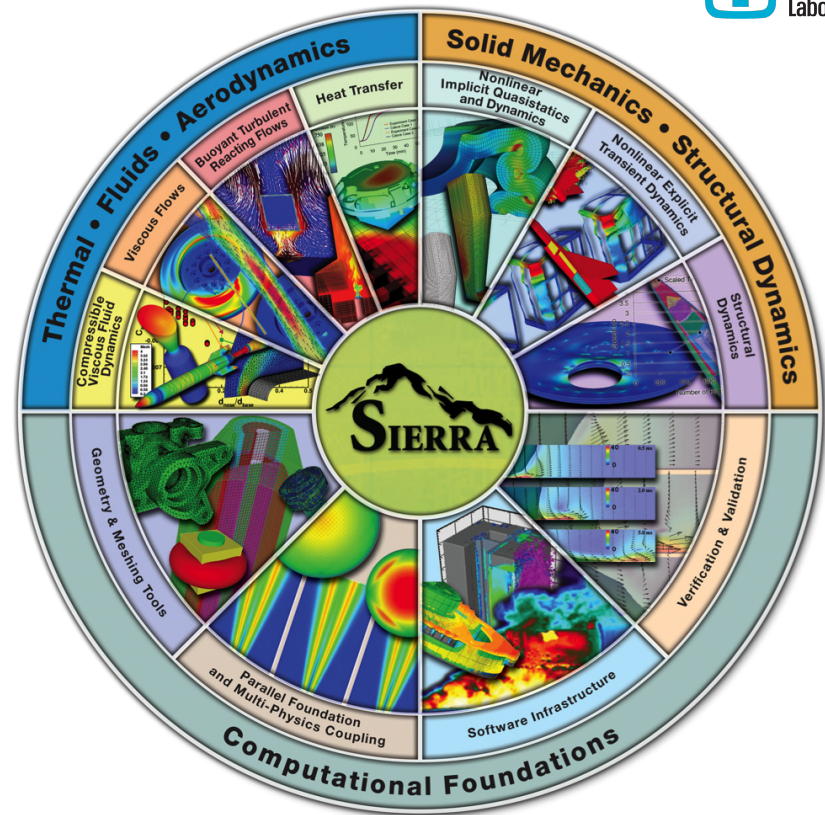 Thermal • Fluids • Aerodynamics
Solid Mechanics • Structural Dynamics
Compressible
Viscous Fluid
Dynamics
Viscous Flows
Buoyant Turbulent
Reacting Flows
Heat Transfer
Nonlinear
Implicit Quasistatics
and Dynamics
Nonlinear Explicit
Transient Dynamics
Structural
Dynamics
SIERRA
Geometry & Meshing Tools
Parallel Foundation
and Multi-Physics Coupling
Software Infrastructure
Verification & Validation
Computational Foundations